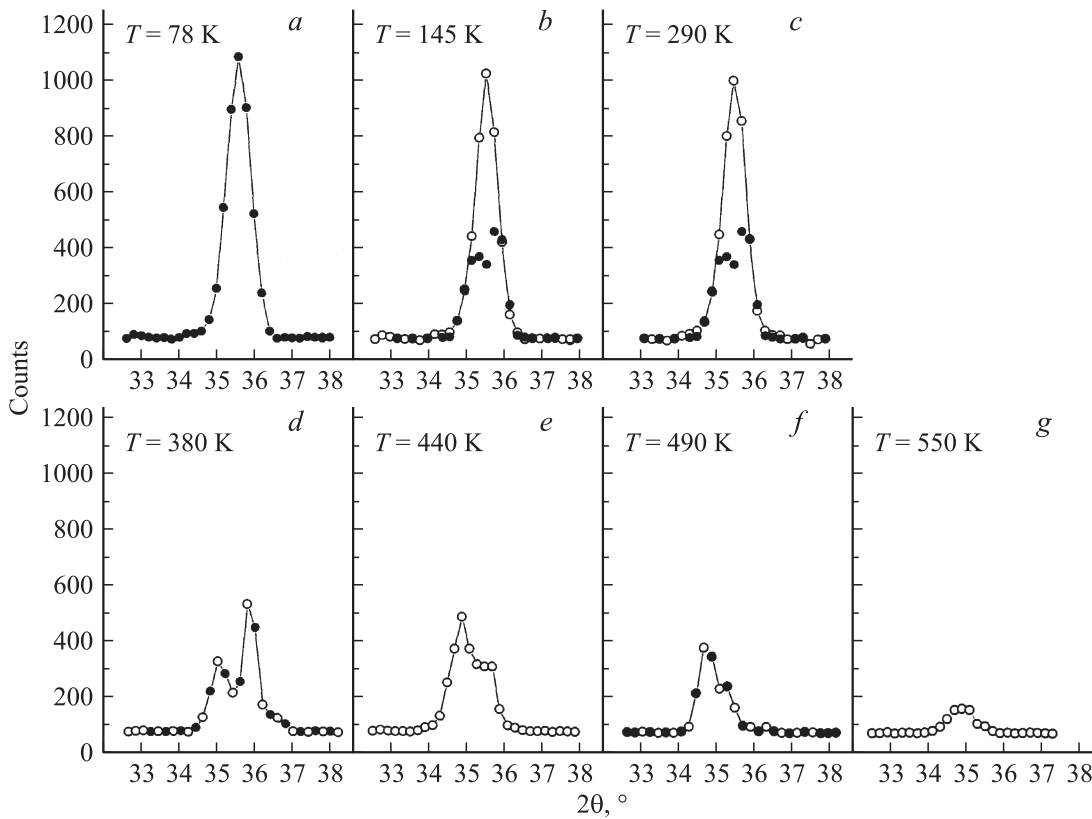 1200
1000
800
600
400
200
0
T = 78 K a
T = 145 K b
T = 290 K c
33 34 35 36 37 38
33 34 35 36 37 38
33 34 35 36 37 38
Counts
1200
1000
800
600
400
200
0
T = 380 K d
T = 440 K e
T = 490 K f
T = 550 K g
33 34 35 36 37 38
33 34 35 36 37 38
33 34 35 36 37 38
33 34 35 36 37 38
2θ, °